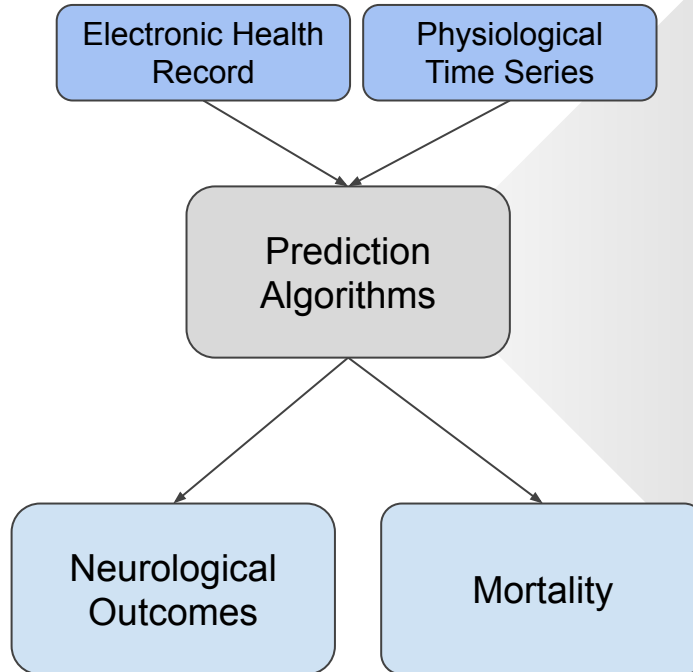 Electronic Health
Record
Physiological
Time Series
Prediction
Algorithms
Neurological
Outcomes
Mortality